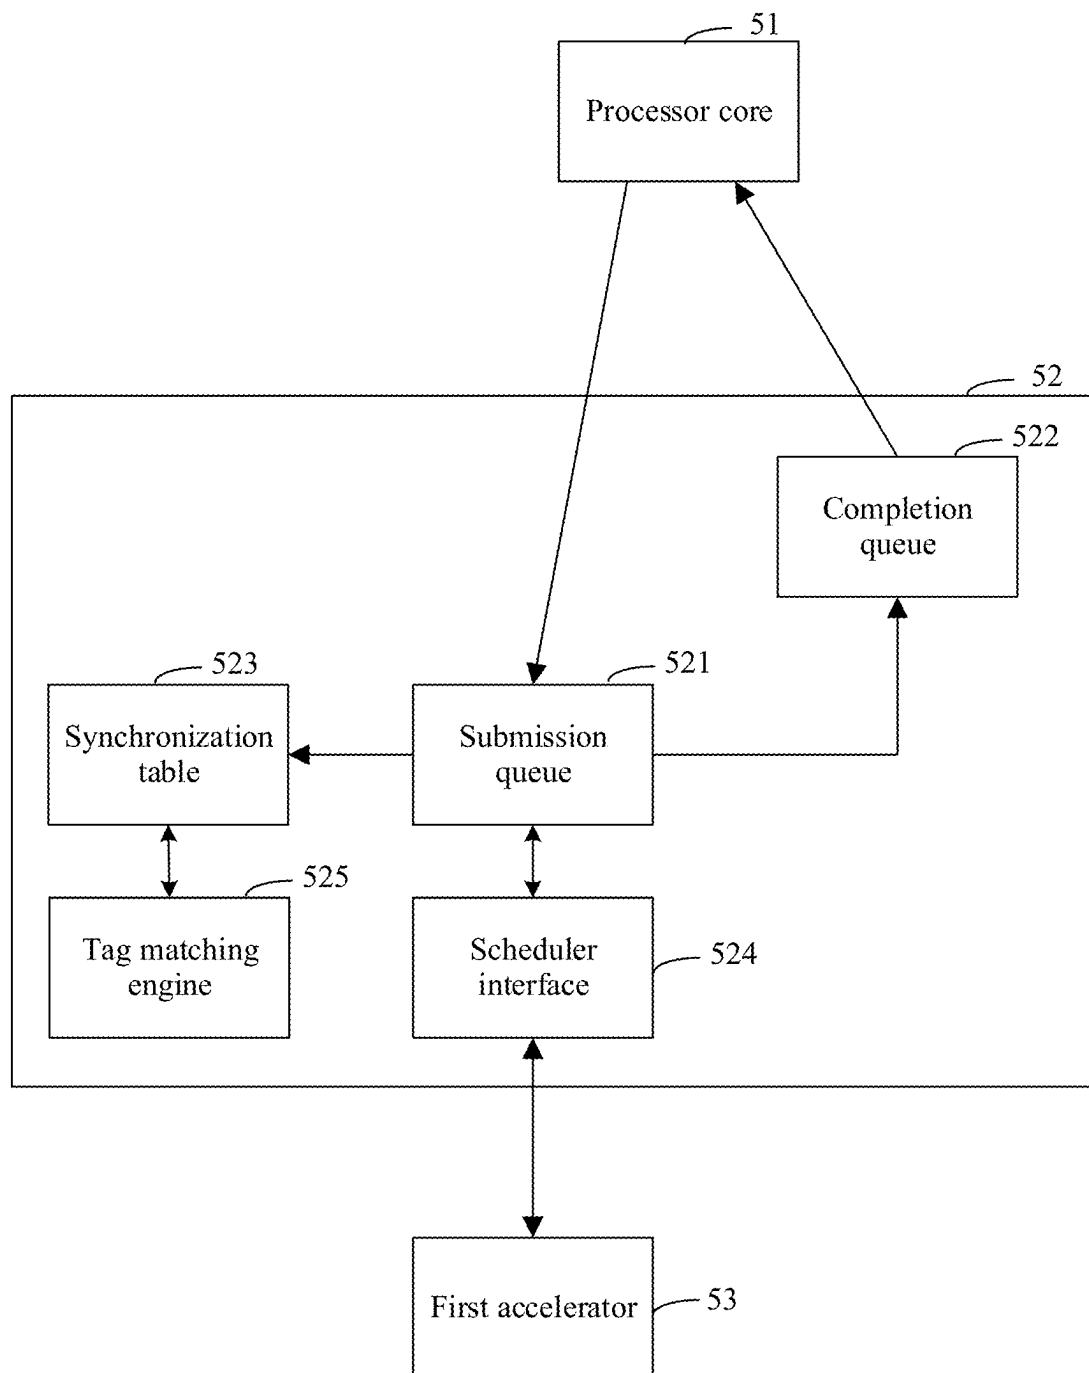 51
Processor core
52
522
Completion
queue
523
521
Synchronization
table
Submission
queue
525
Tag matching
engine
Scheduler
interface
524
First accelerator
53